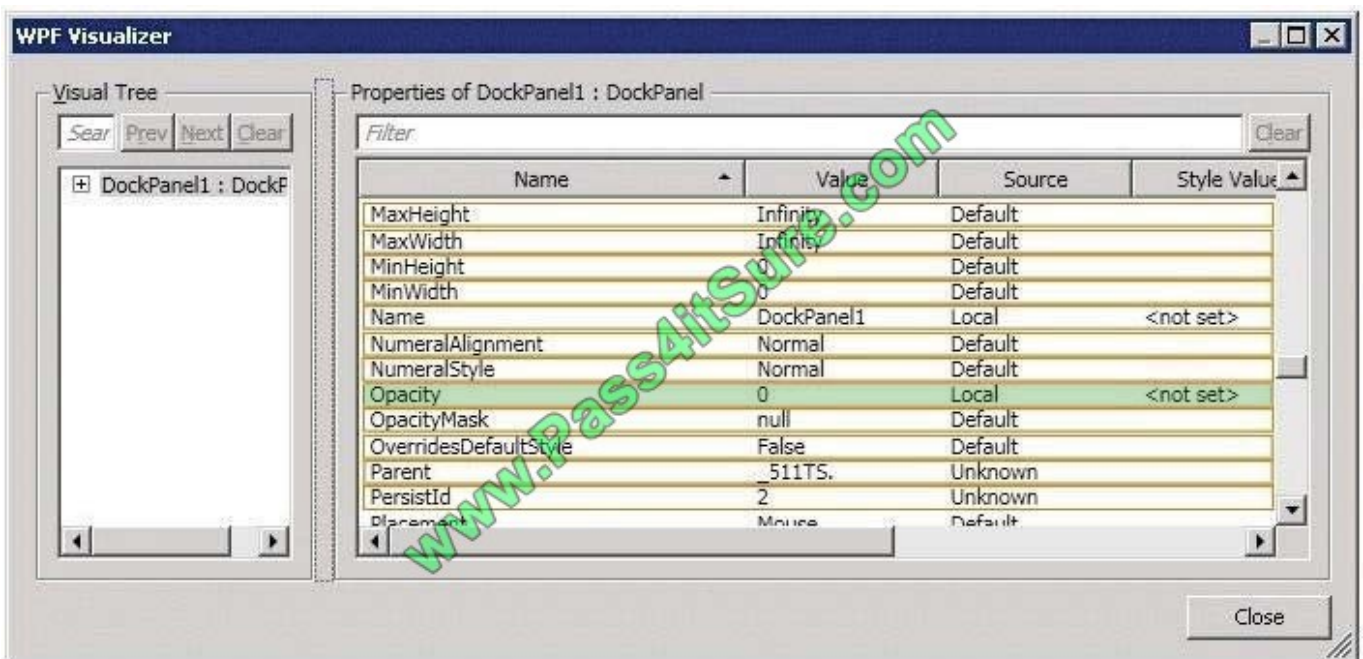 WPF Visualizer
Visual Tree
Sear Prev Next Clear
DockPanel1 : DockP
Properties of DockPanel1 : DockPanel
Filter Clear
Name Value Source Style Value
MaxHeight Infinity Default
MaxWidth Infinity Default
MinHeight 0 Default
MinWidth 0 Default
Name DockPanel1 Local <not set>
NumeralAlignment Normal Default
NumeralStyle Normal Default
Opacity 0 Local <not set>
OpacityMask null Default
OverridesDefaultStyle False Default
Parent _511TS. Unknown
PersistId 2 Unknown
Placement Mouse Default
www.Pass4itSure.com
Close